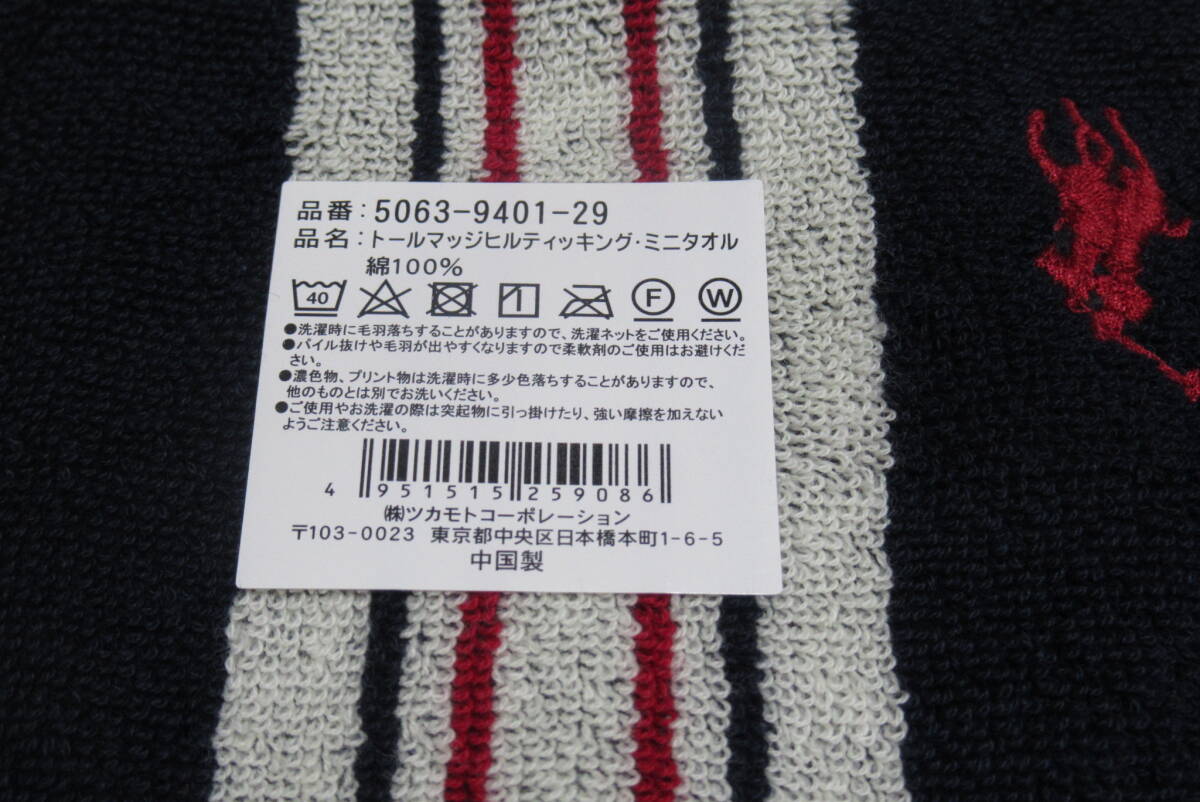 品番：5063-9401-29
品名：トールマッジヒルティッキング・ミニタオル
綿100%
40 F W
●洗濯時に毛羽落ちすることがありますので、洗濯ネットをご使用ください。
●パイル抜けや毛羽が出やすくなりますので柔軟剤のご使用はお避けくだ
さい。
●濃色物、プリント物は洗濯時に多少色落ちすることがありますので、
他のものとは別でお洗いください。
●ご使用やお洗濯の際は突起物に引っ掛けたり、強い摩擦を加えない
ようご注意ください。
4 951515 259086
㈱ツカモトコーポレーション
〒103-0023 東京都中央区日本橋本町1-6-5
中国製